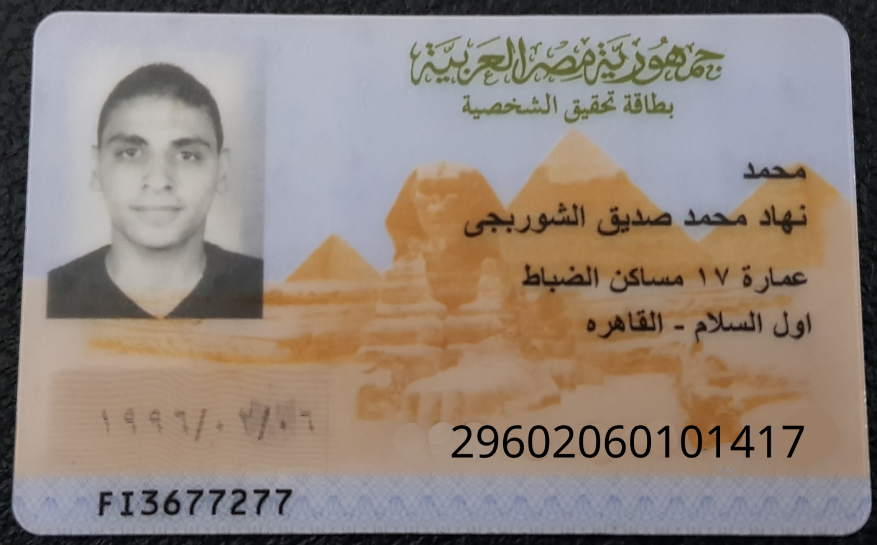 جمهورية مصر العربية
بطاقة تحقيق الشخصية
محمد
نهاد محمد صديق الشوربجى
عمارة ١٧ مساكن الضباط
اول السلام - القاهره
29602060101417
١٩٩٦/٠٢/٠٦
FI3677277